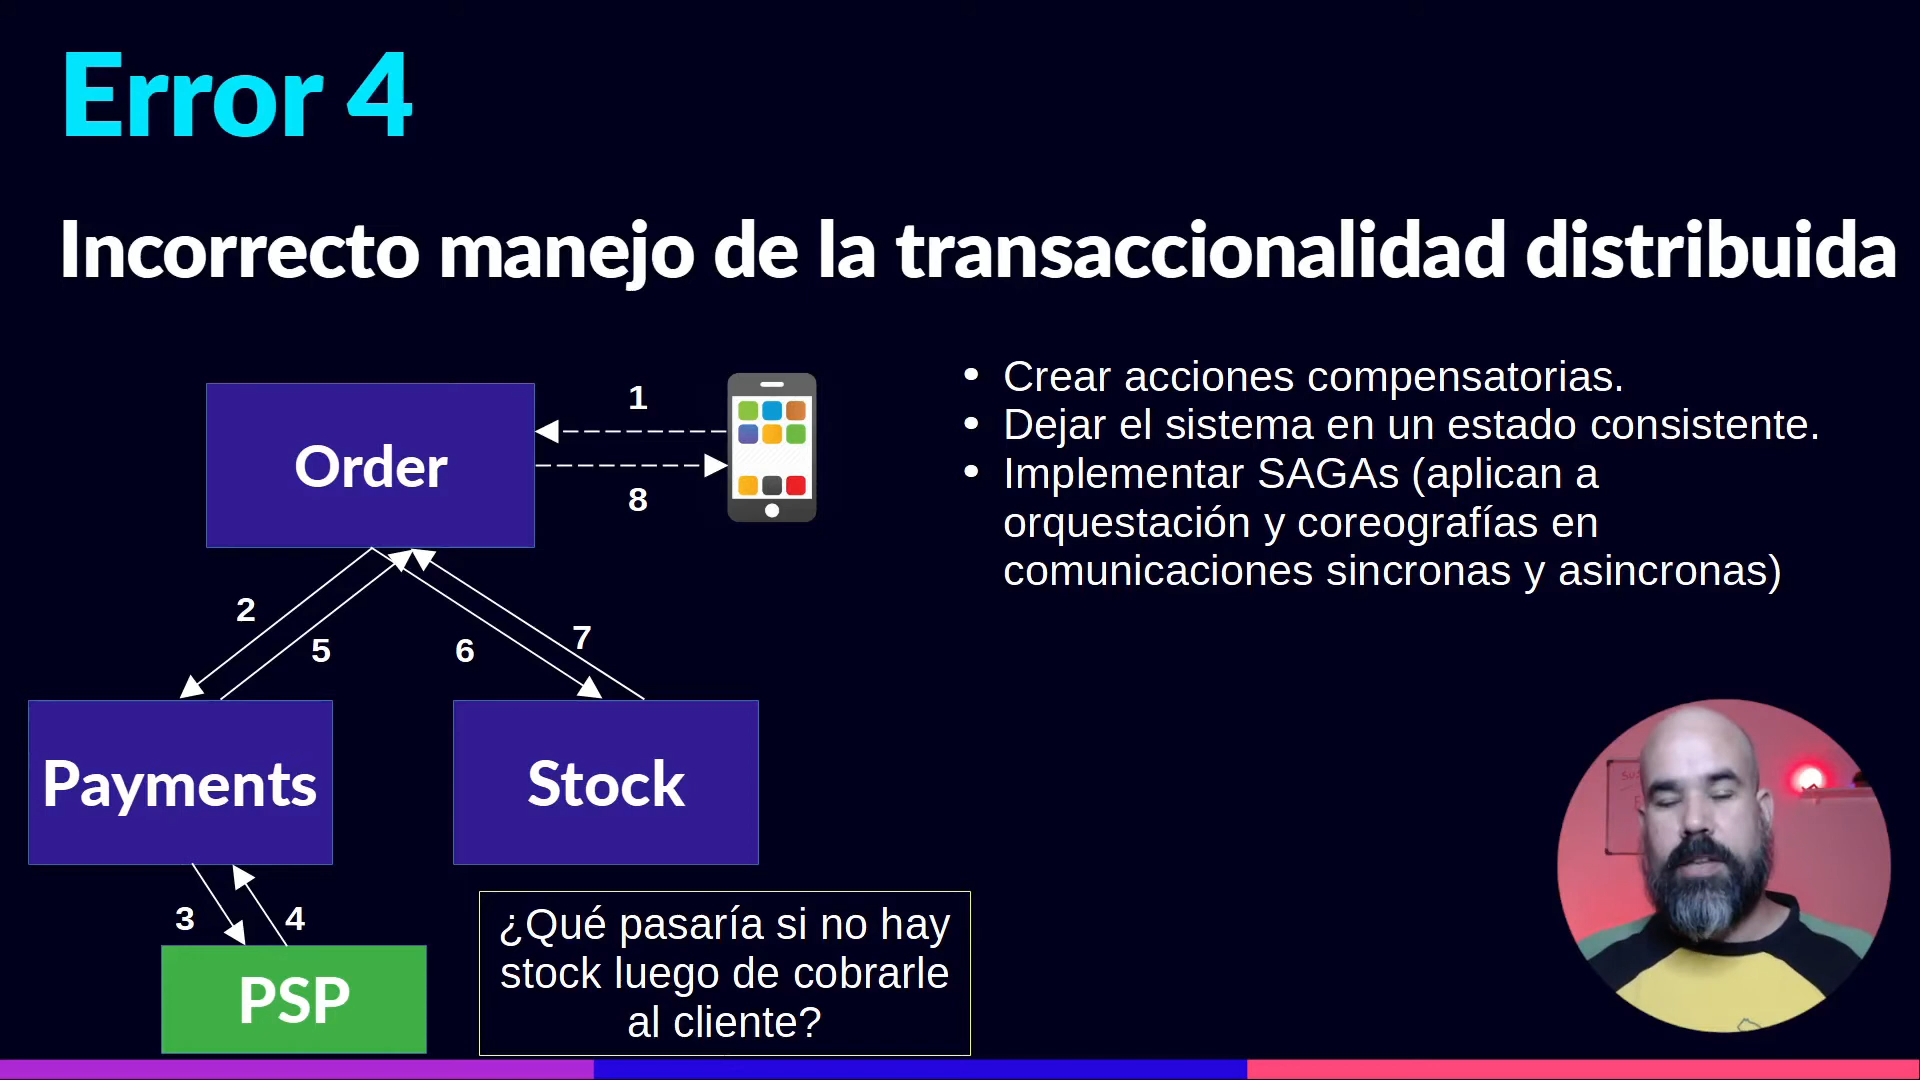 Error 4
Incorrecto manejo de la transaccionalidad distribuida
Order
1
8
2
5
6
7
Payments
Stock
3
4
PSP
¿Qué pasaría si no hay
stock luego de cobrarle
al cliente?
• Crear acciones compensatorias.
• Dejar el sistema en un estado consistente.
• Implementar SAGAs (aplican a
orquestación y coreografías en
comunicaciones sincronas y asincronas)